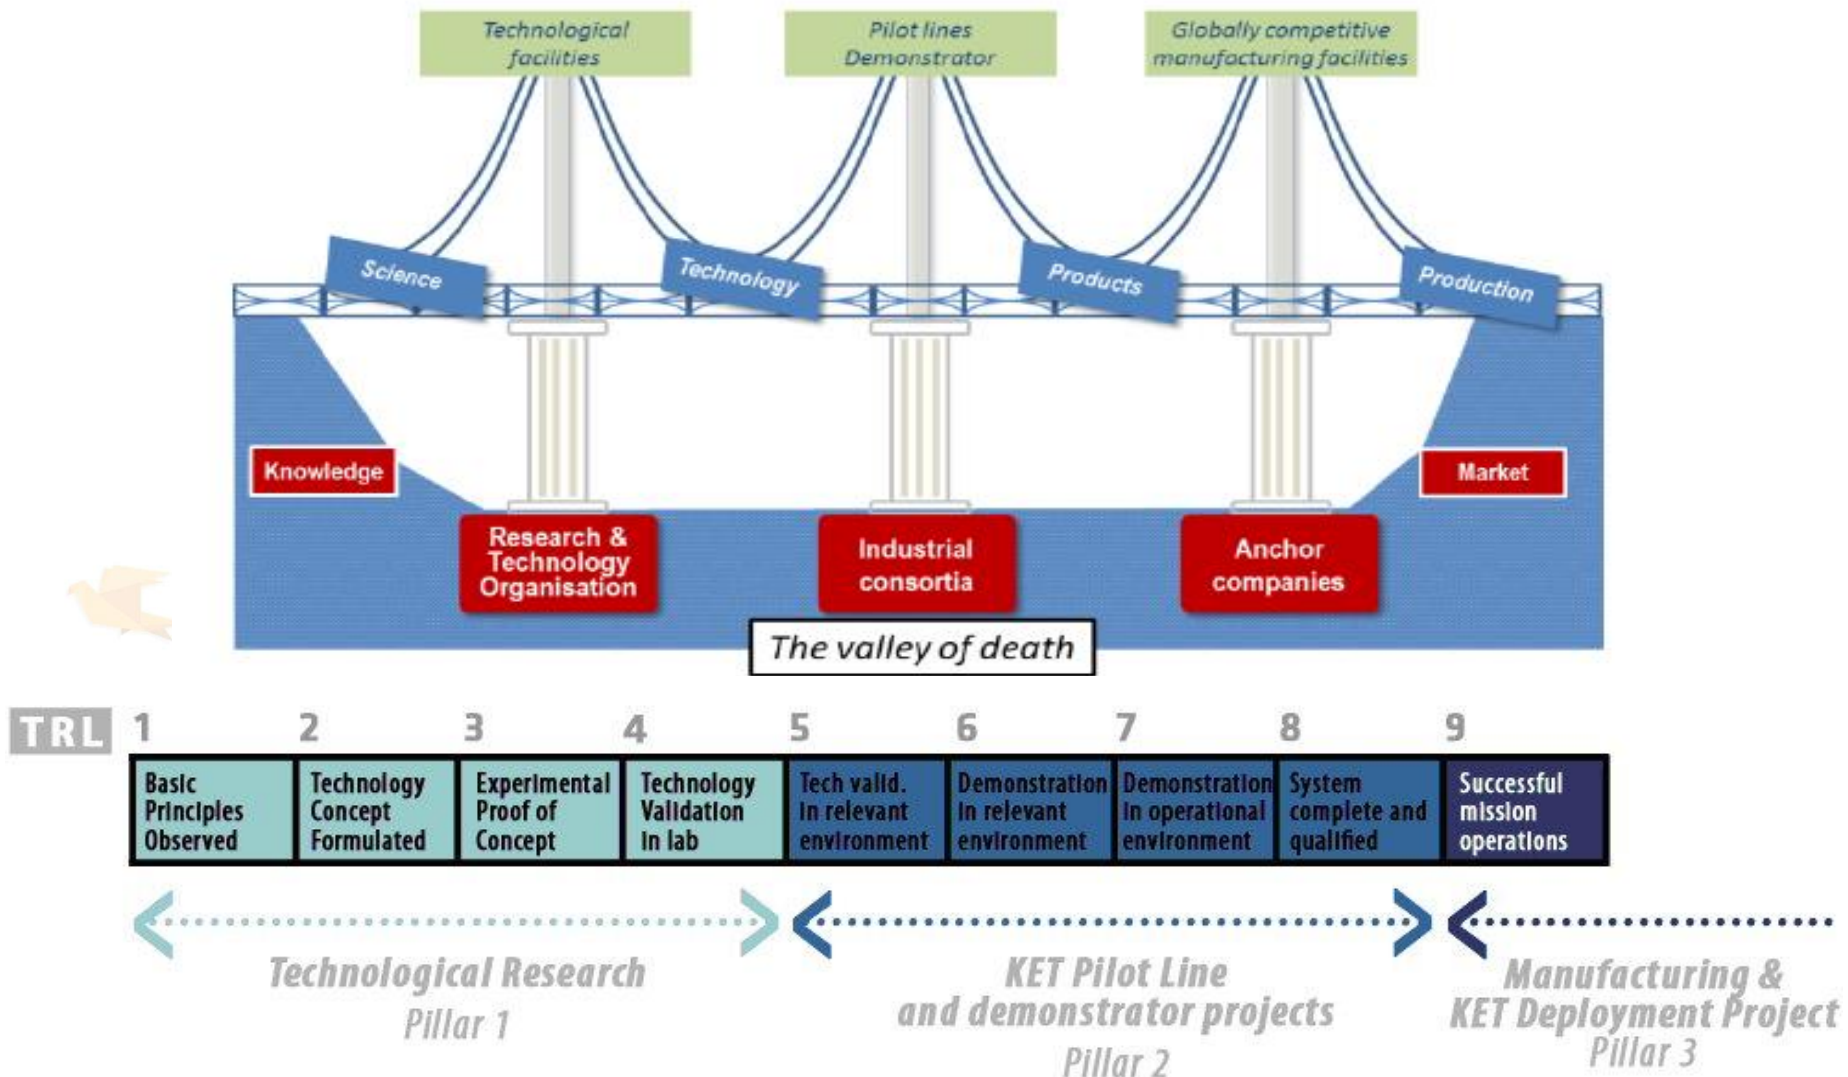 Technological
facilities
Pilot lines
Demonstrator
Globally competitive
manufacturing facilities
Science
Technology
Products
Production
Knowledge
Market
Research &
Technology
Organisation
Industrial
consortia
Anchor
companies
The valley of death
TRL 1 2 3 4 5 6 7 8 9
Basic
Principles
Observed
Technology
Concept
Formulated
Experimental
Proof of
Concept
Technology
Validation
in lab
Tech valid.
in relevant
environment
Demonstration
in relevant
environment
Demonstration
in operational
environment
System
complete and
qualified
Successful
mission
operations
Technological Research
Pillar 1
KET Pilot Line
and demonstrator projects
Pillar 2
Manufacturing &
KET Deployment Project
Pillar 3